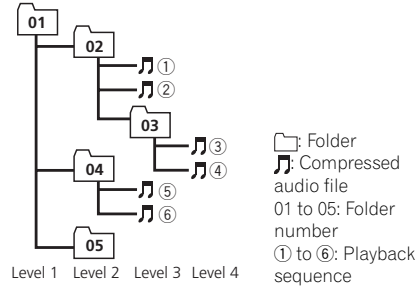 01
02
①
②
03
③
④
04
⑤
⑥
05
Level 1 Level 2 Level 3 Level 4
: Folder
: Compressed
audio file
01 to 05: Folder
number
① to ⑥: Playback
sequence